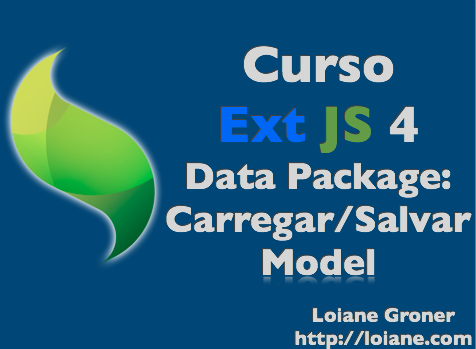 Curso
Ext JS 4
Data Package:
Carregar/Salvar
Model
Loiane Groner
http://loiane.com